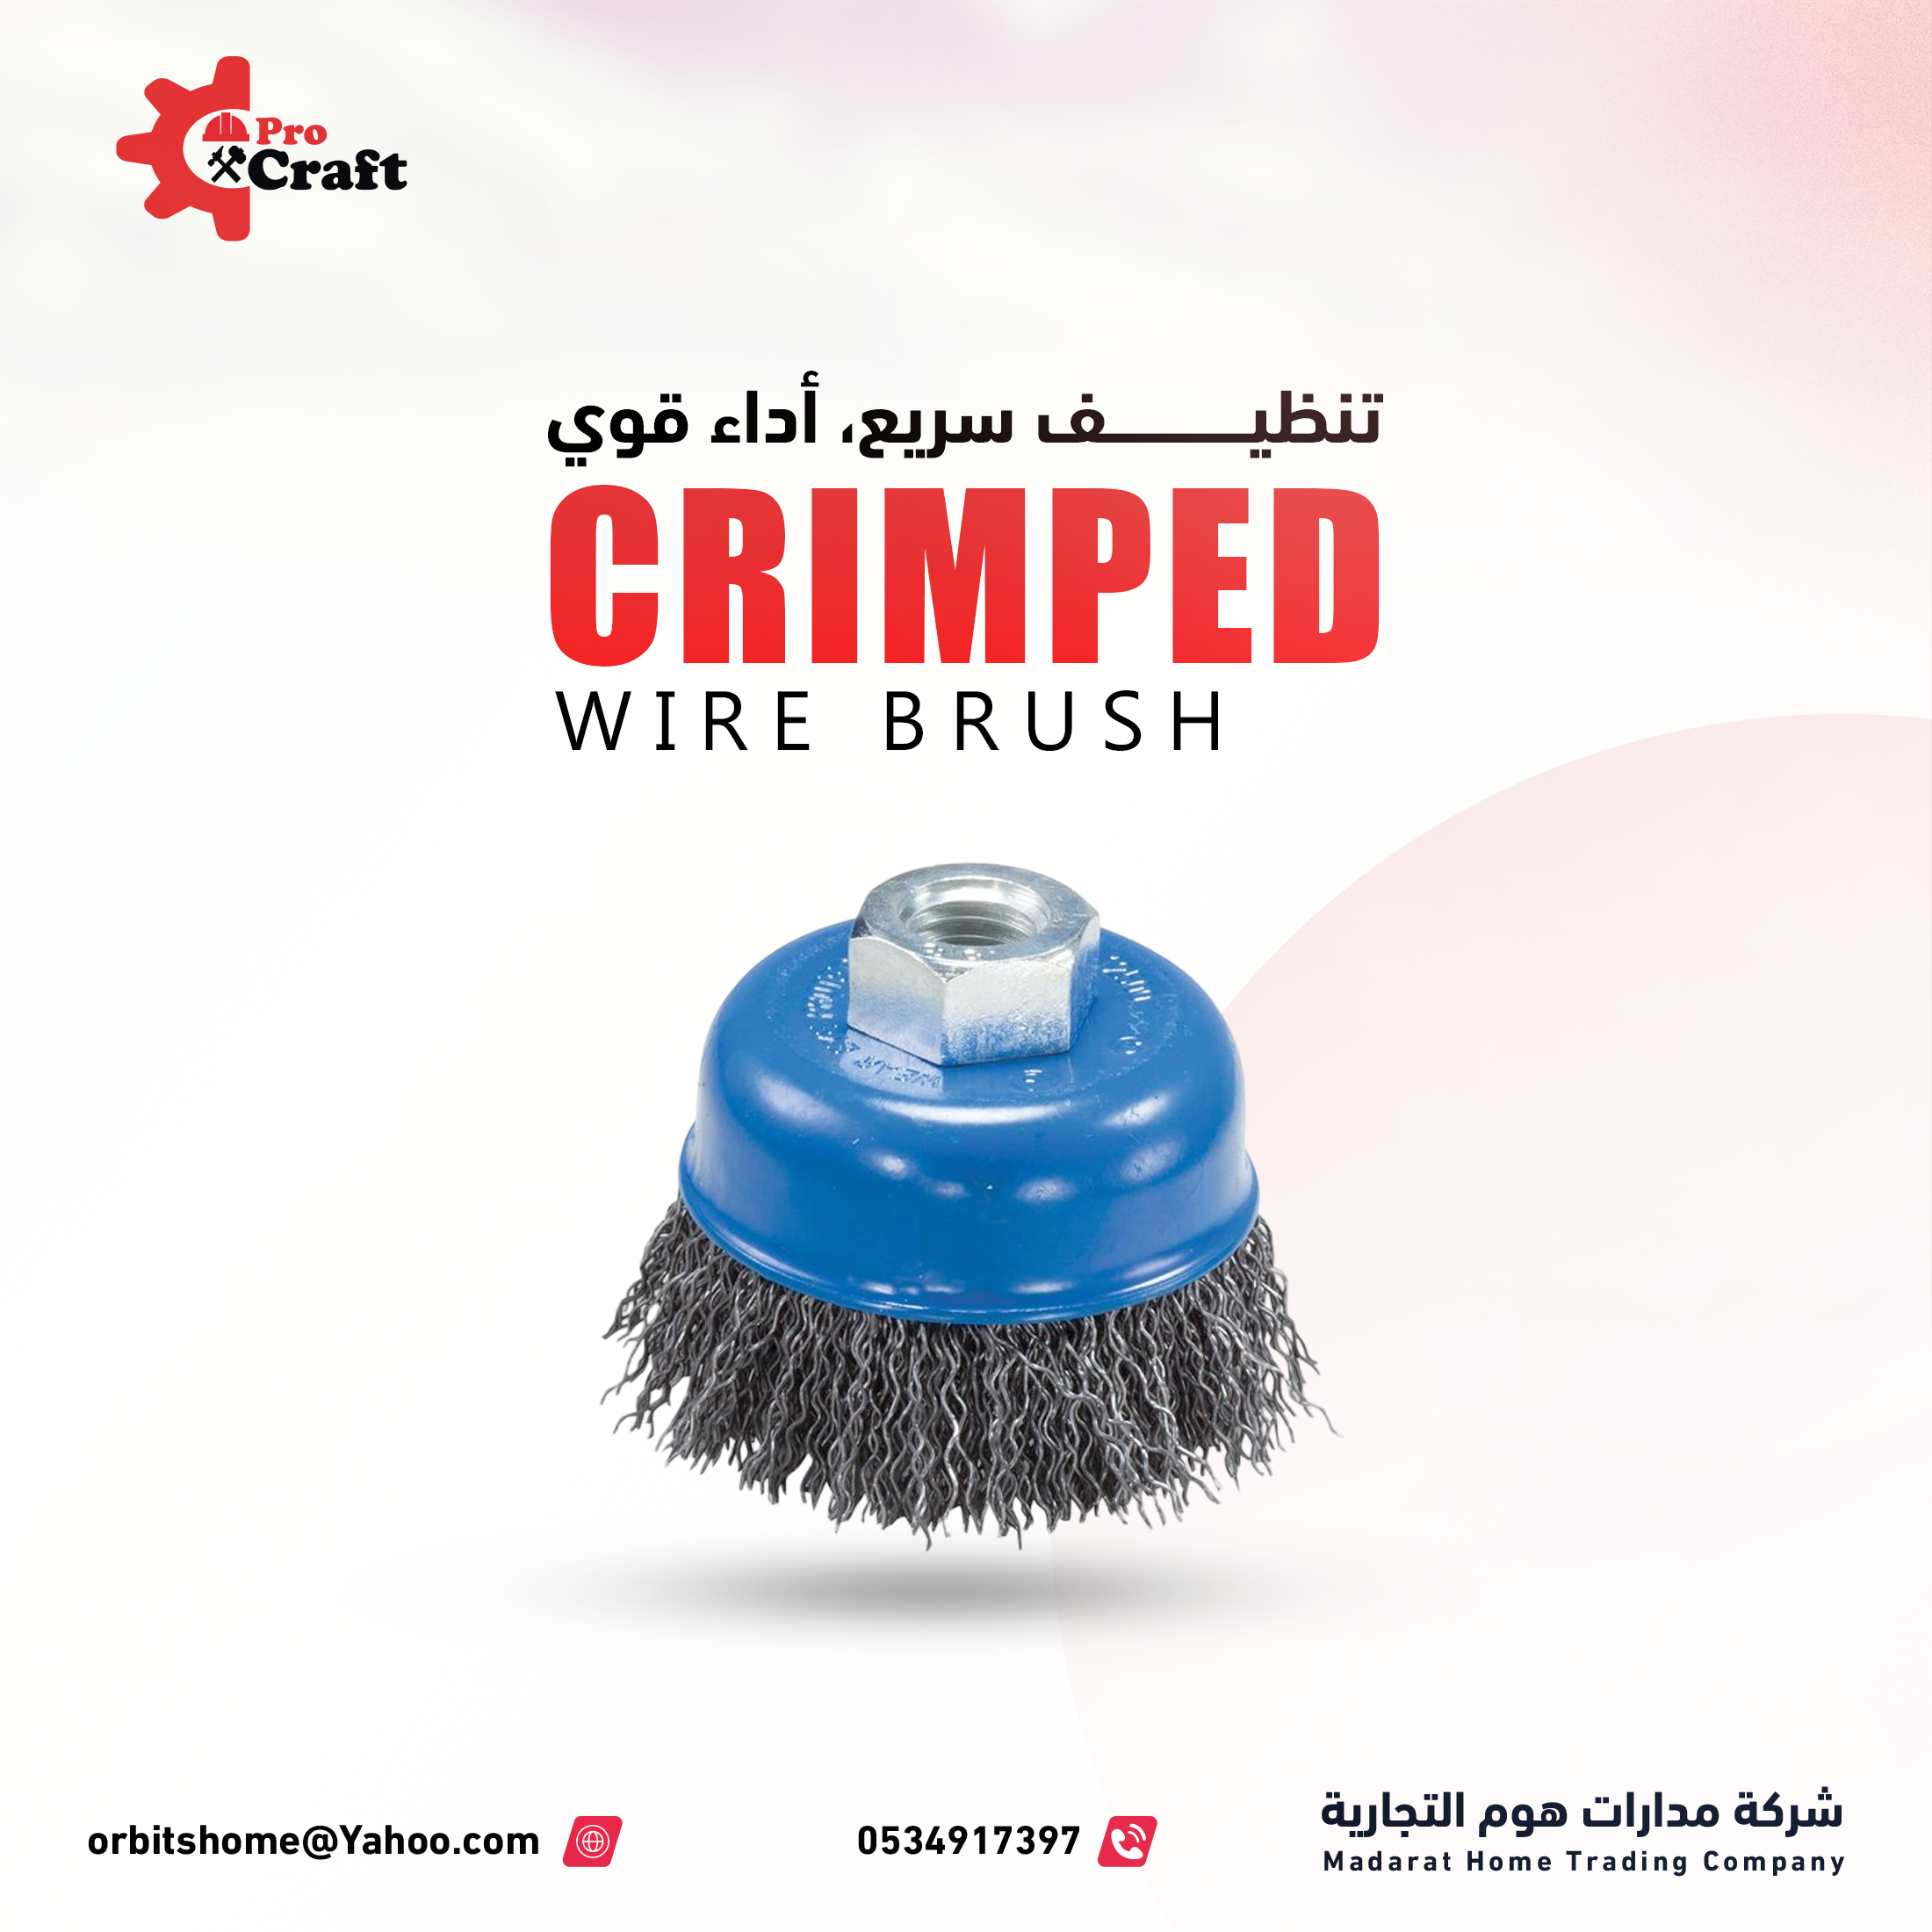 Pro
Craft
تنظيـــــف سريع، أداء قوي
CRIMPED
WIRE BRUSH
orbitshome@Yahoo.com
0534917397
شركة مدارات هوم التجارية
Madarat Home Trading Company